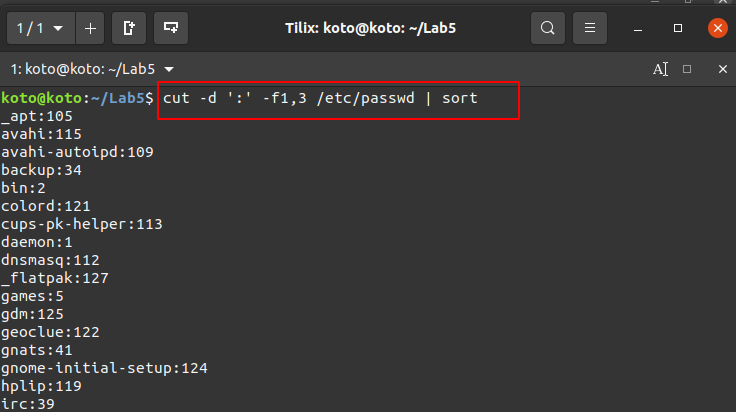 1 / 1
Tilix: koto@koto: ~/Lab5
1: koto@koto: ~/Lab5
koto@koto:~/Lab5$ cut -d ':' -f1,3 /etc/passwd | sort
_apt:105
avahi:115
avahi-autoipd:109
backup:34
bin:2
colord:121
cups-pk-helper:113
daemon:1
dnsmasq:112
_flatpak:127
games:5
gdm:125
geoclue:122
gnats:41
gnome-initial-setup:124
hplip:119
irc:39